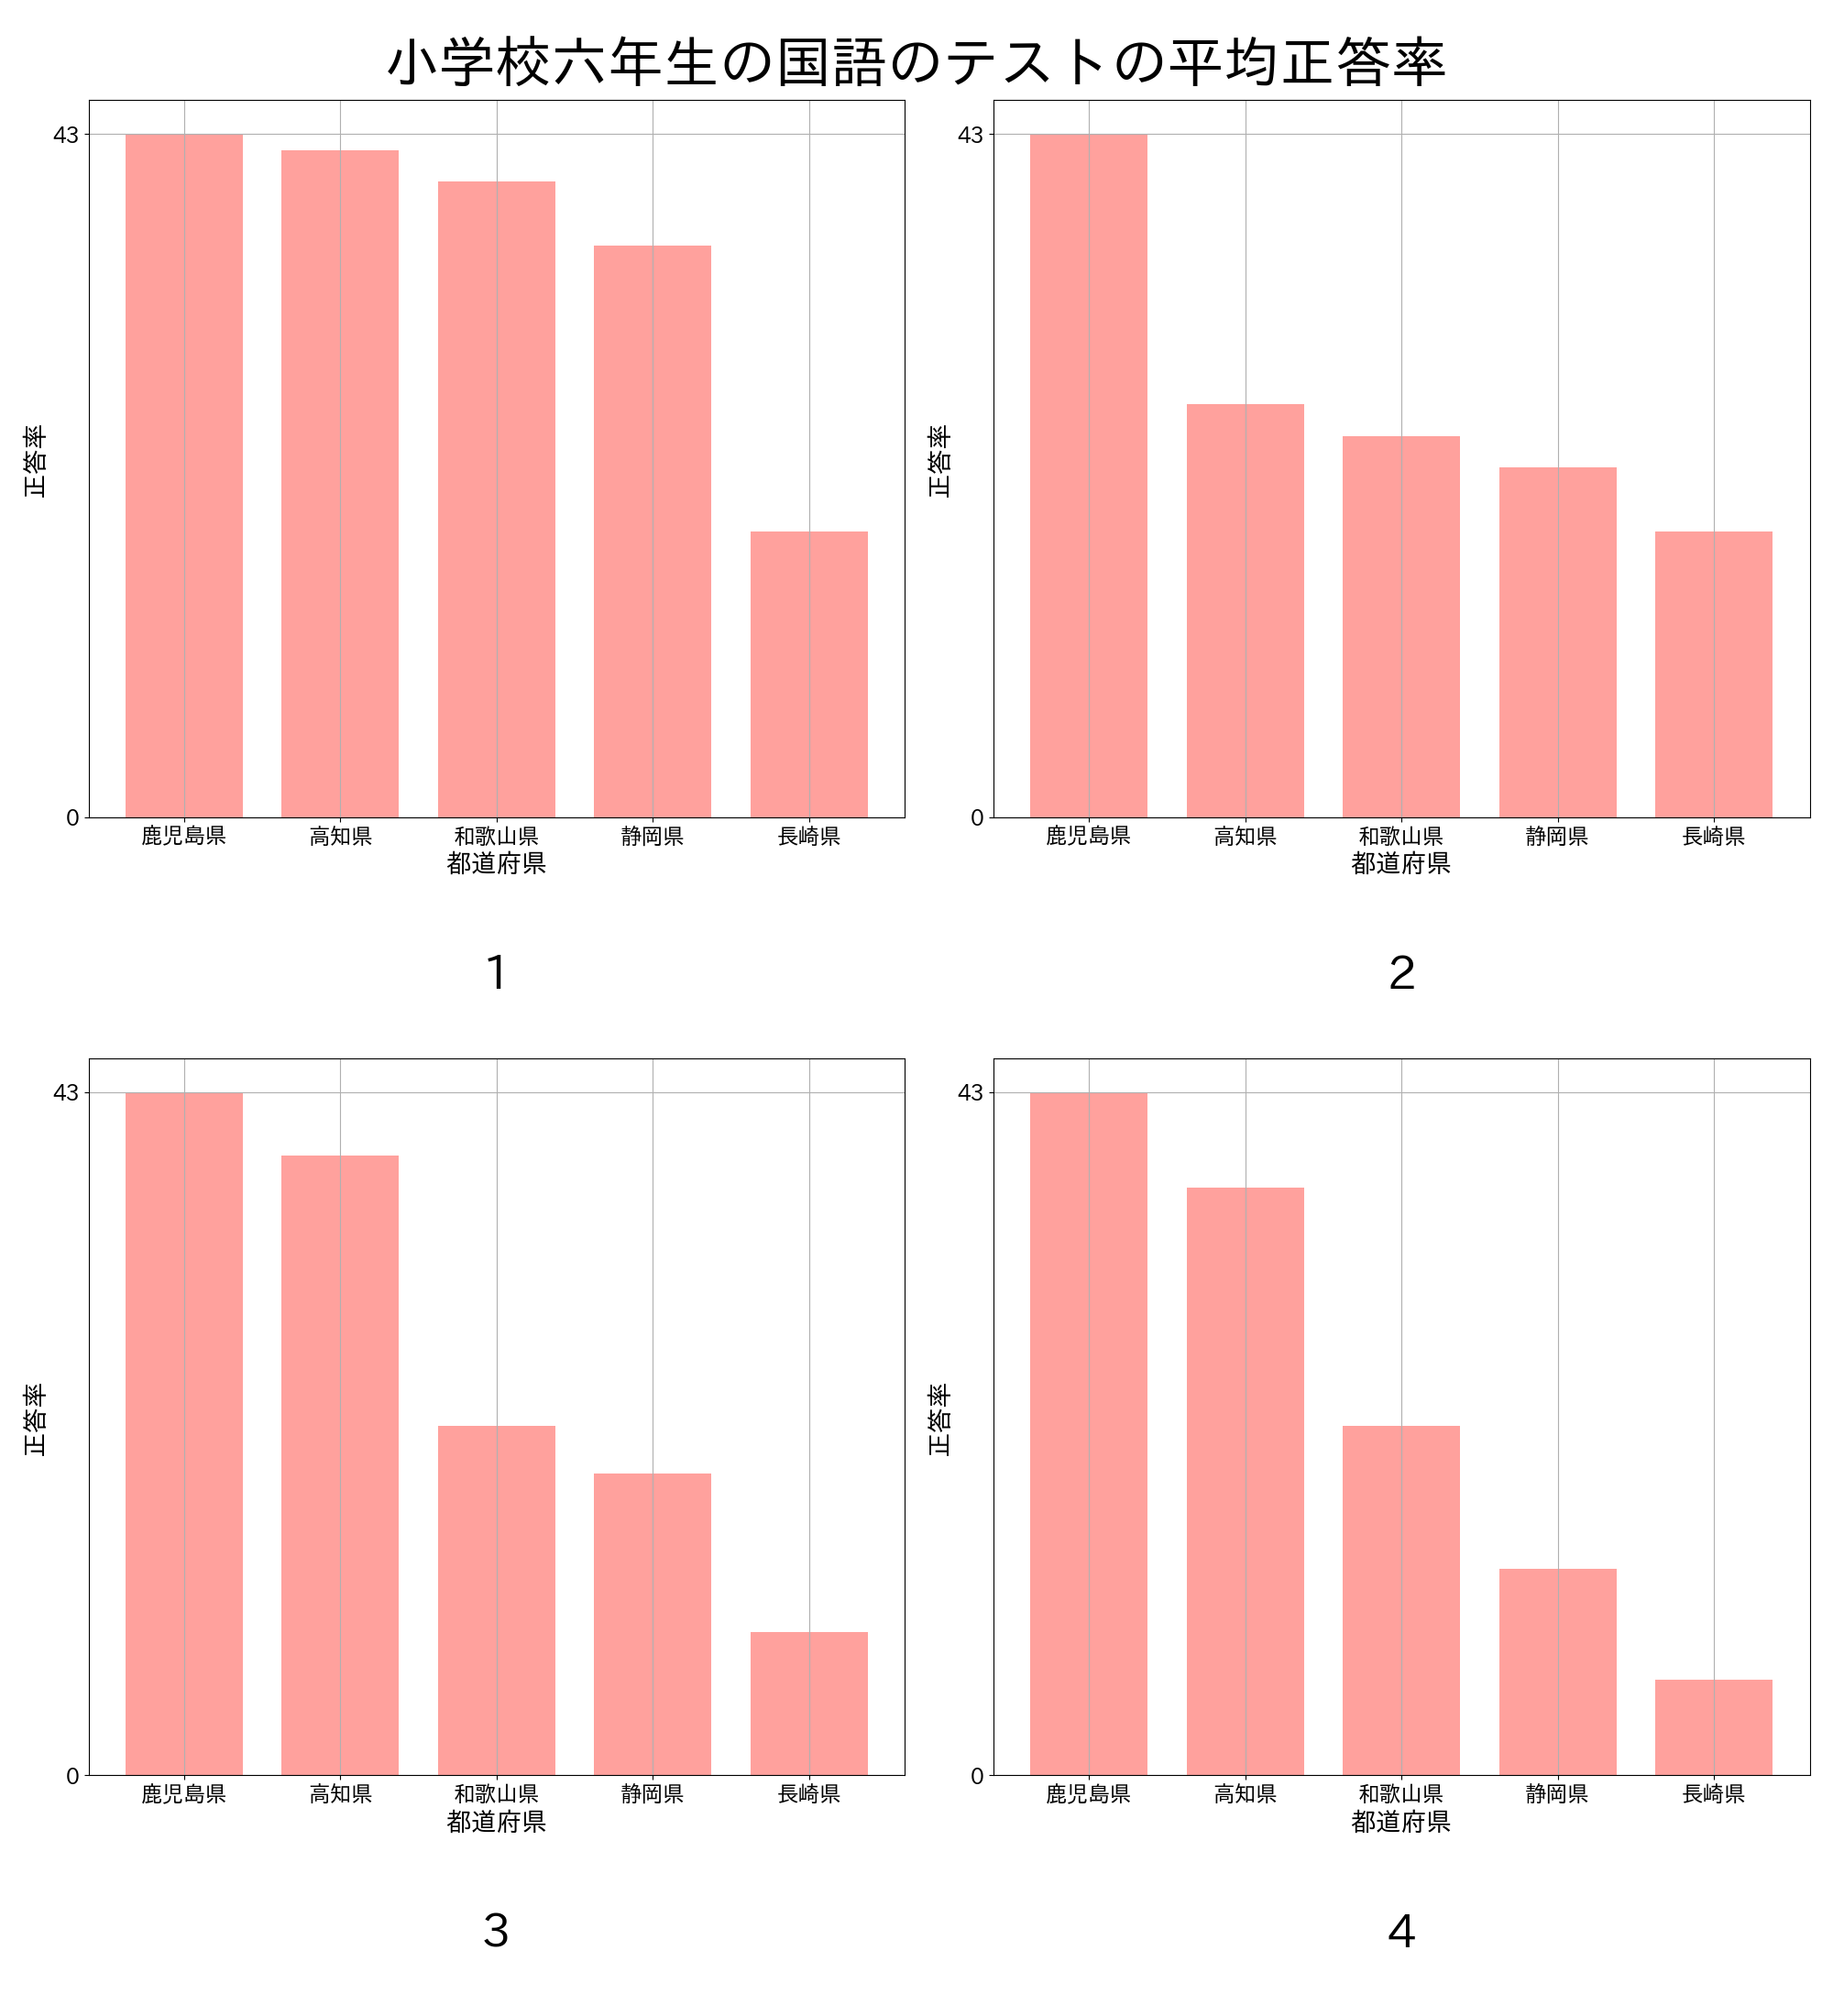 小学校六年生の国語のテストの平均正答率
43
0
正答率
鹿児島県 高知県 和歌山県 静岡県 長崎県
都道府県
1
43
0
正答率
鹿児島県 高知県 和歌山県 静岡県 長崎県
都道府県
2
43
0
正答率
鹿児島県 高知県 和歌山県 静岡県 長崎県
都道府県
3
43
0
正答率
鹿児島県 高知県 和歌山県 静岡県 長崎県
都道府県
4